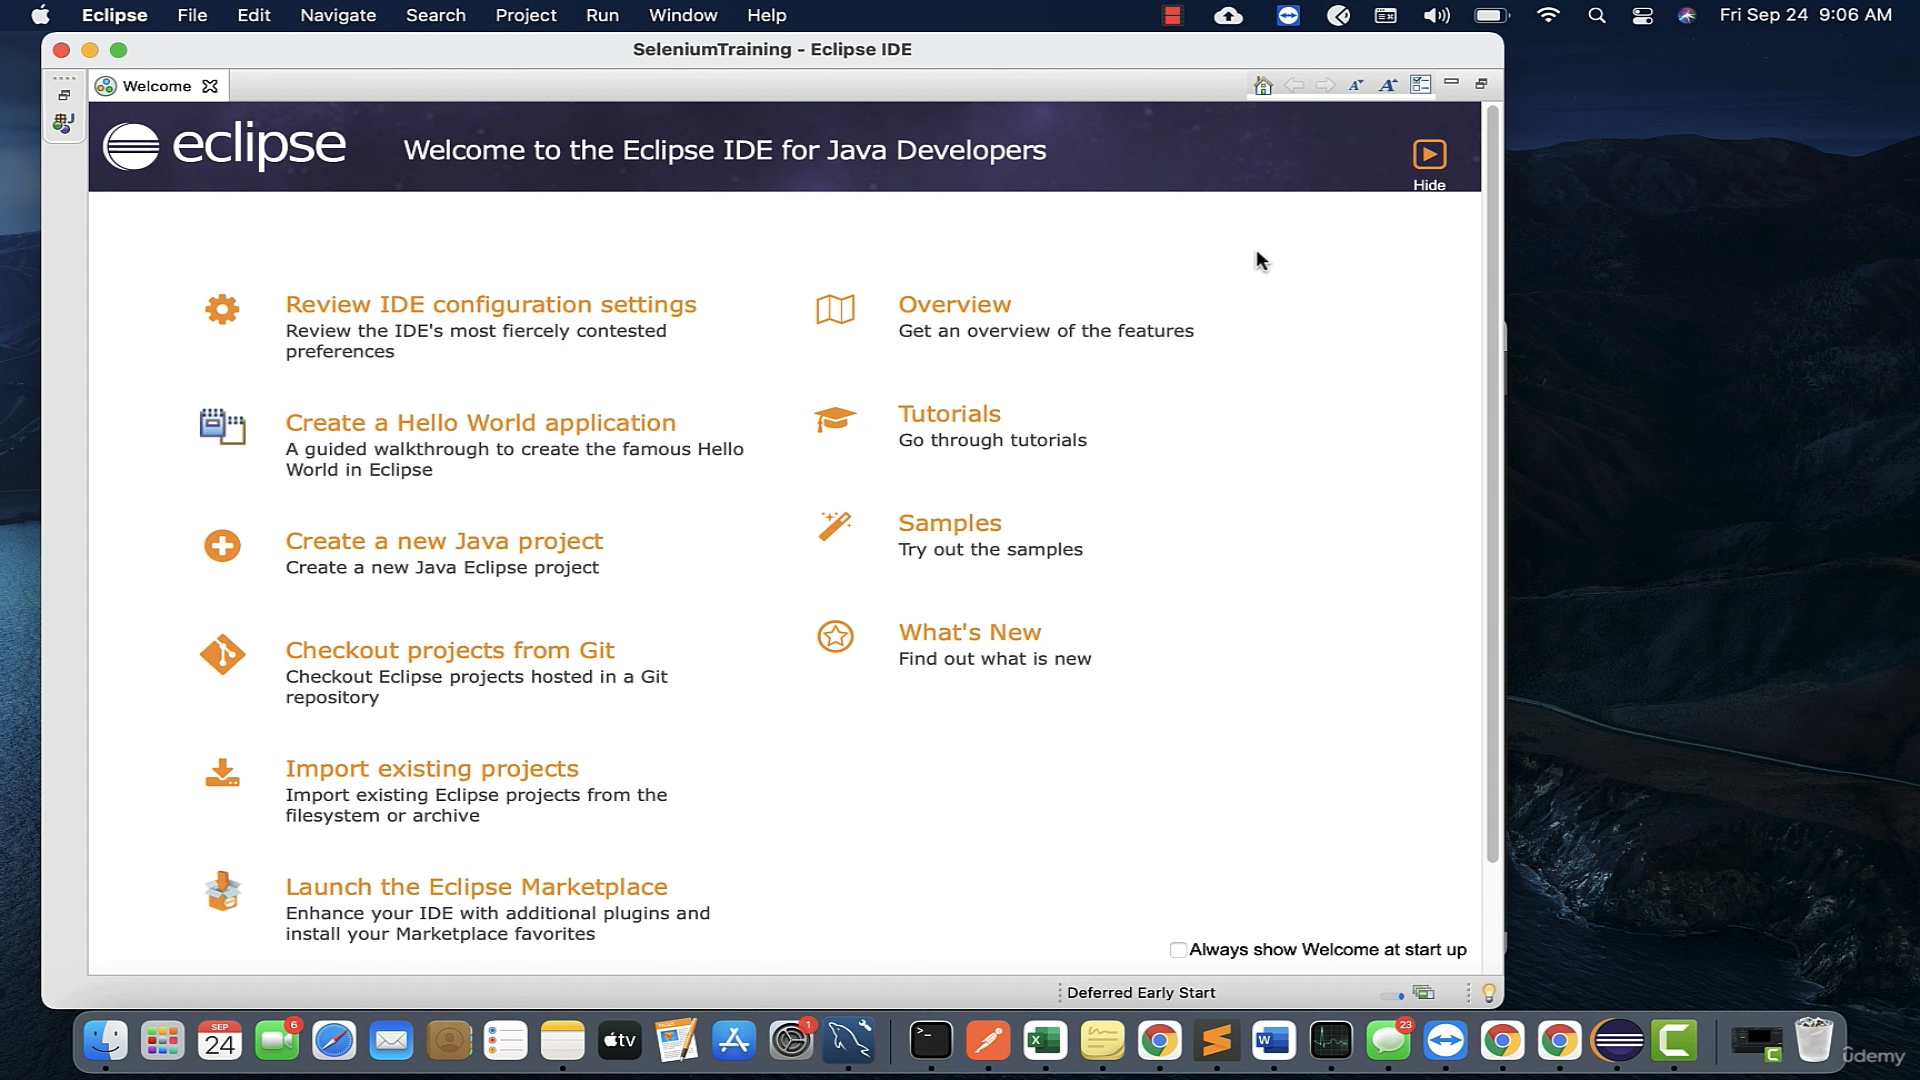 Eclipse File Edit Navigate Search Project Run Window Help Fri Sep 24 9:06 AM
SeleniumTraining - Eclipse IDE
Welcome
eclipse
Welcome to the Eclipse IDE for Java Developers
Hide
Review IDE configuration settings
Review the IDE's most fiercely contested
preferences
Create a Hello World application
A guided walkthrough to create the famous Hello
World in Eclipse
Create a new Java project
Create a new Java Eclipse project
Checkout projects from Git
Checkout Eclipse projects hosted in a Git
repository
Import existing projects
Import existing Eclipse projects from the
filesystem or archive
Launch the Eclipse Marketplace
Enhance your IDE with additional plugins and
install your Marketplace favorites
Overview
Get an overview of the features
Tutorials
Go through tutorials
Samples
Try out the samples
What's New
Find out what is new
Always show Welcome at start up
Deferred Early Start
SEP
24
6
tv
1
23
ûdemy